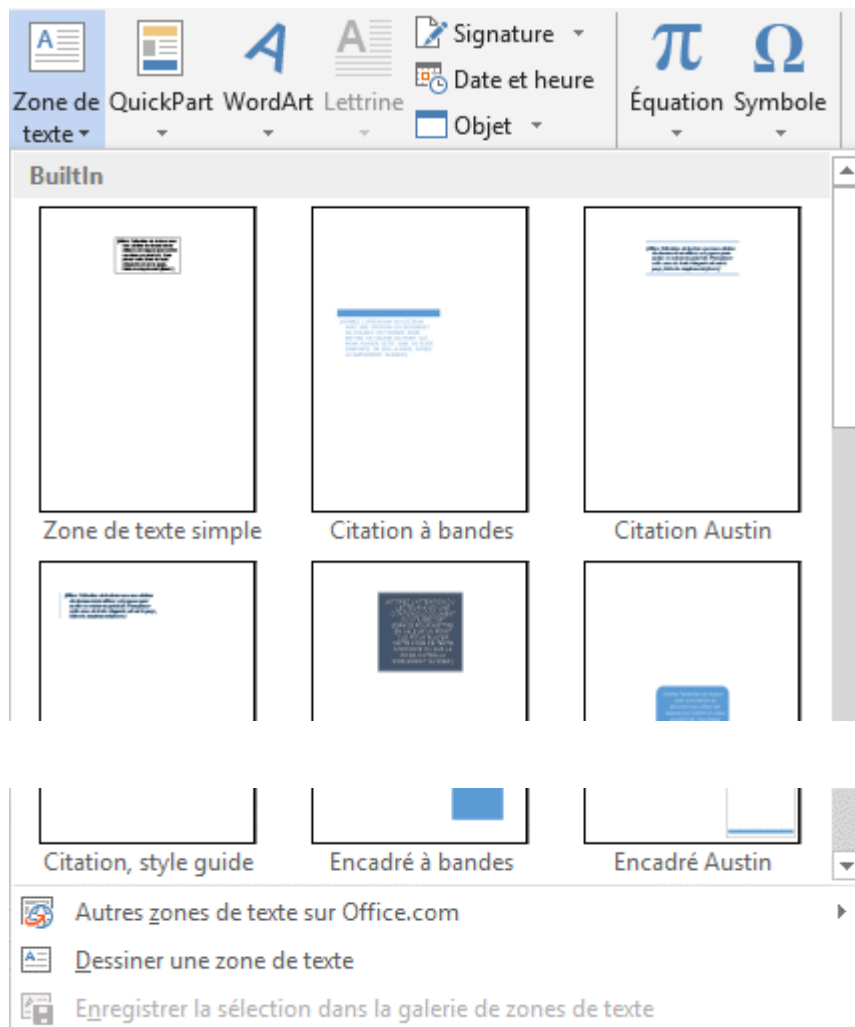 Signature
Date et heure
Objet
Zone de texte
QuickPart
WordArt
Lettrine
Équation
Symbole
BuiltIn
Zone de texte simple
Citation à bandes
Citation Austin
Citation, style guide
Encadré à bandes
Encadré Austin
Autres zones de texte sur Office.com
Dessiner une zone de texte
Enregistrer la sélection dans la galerie de zones de texte